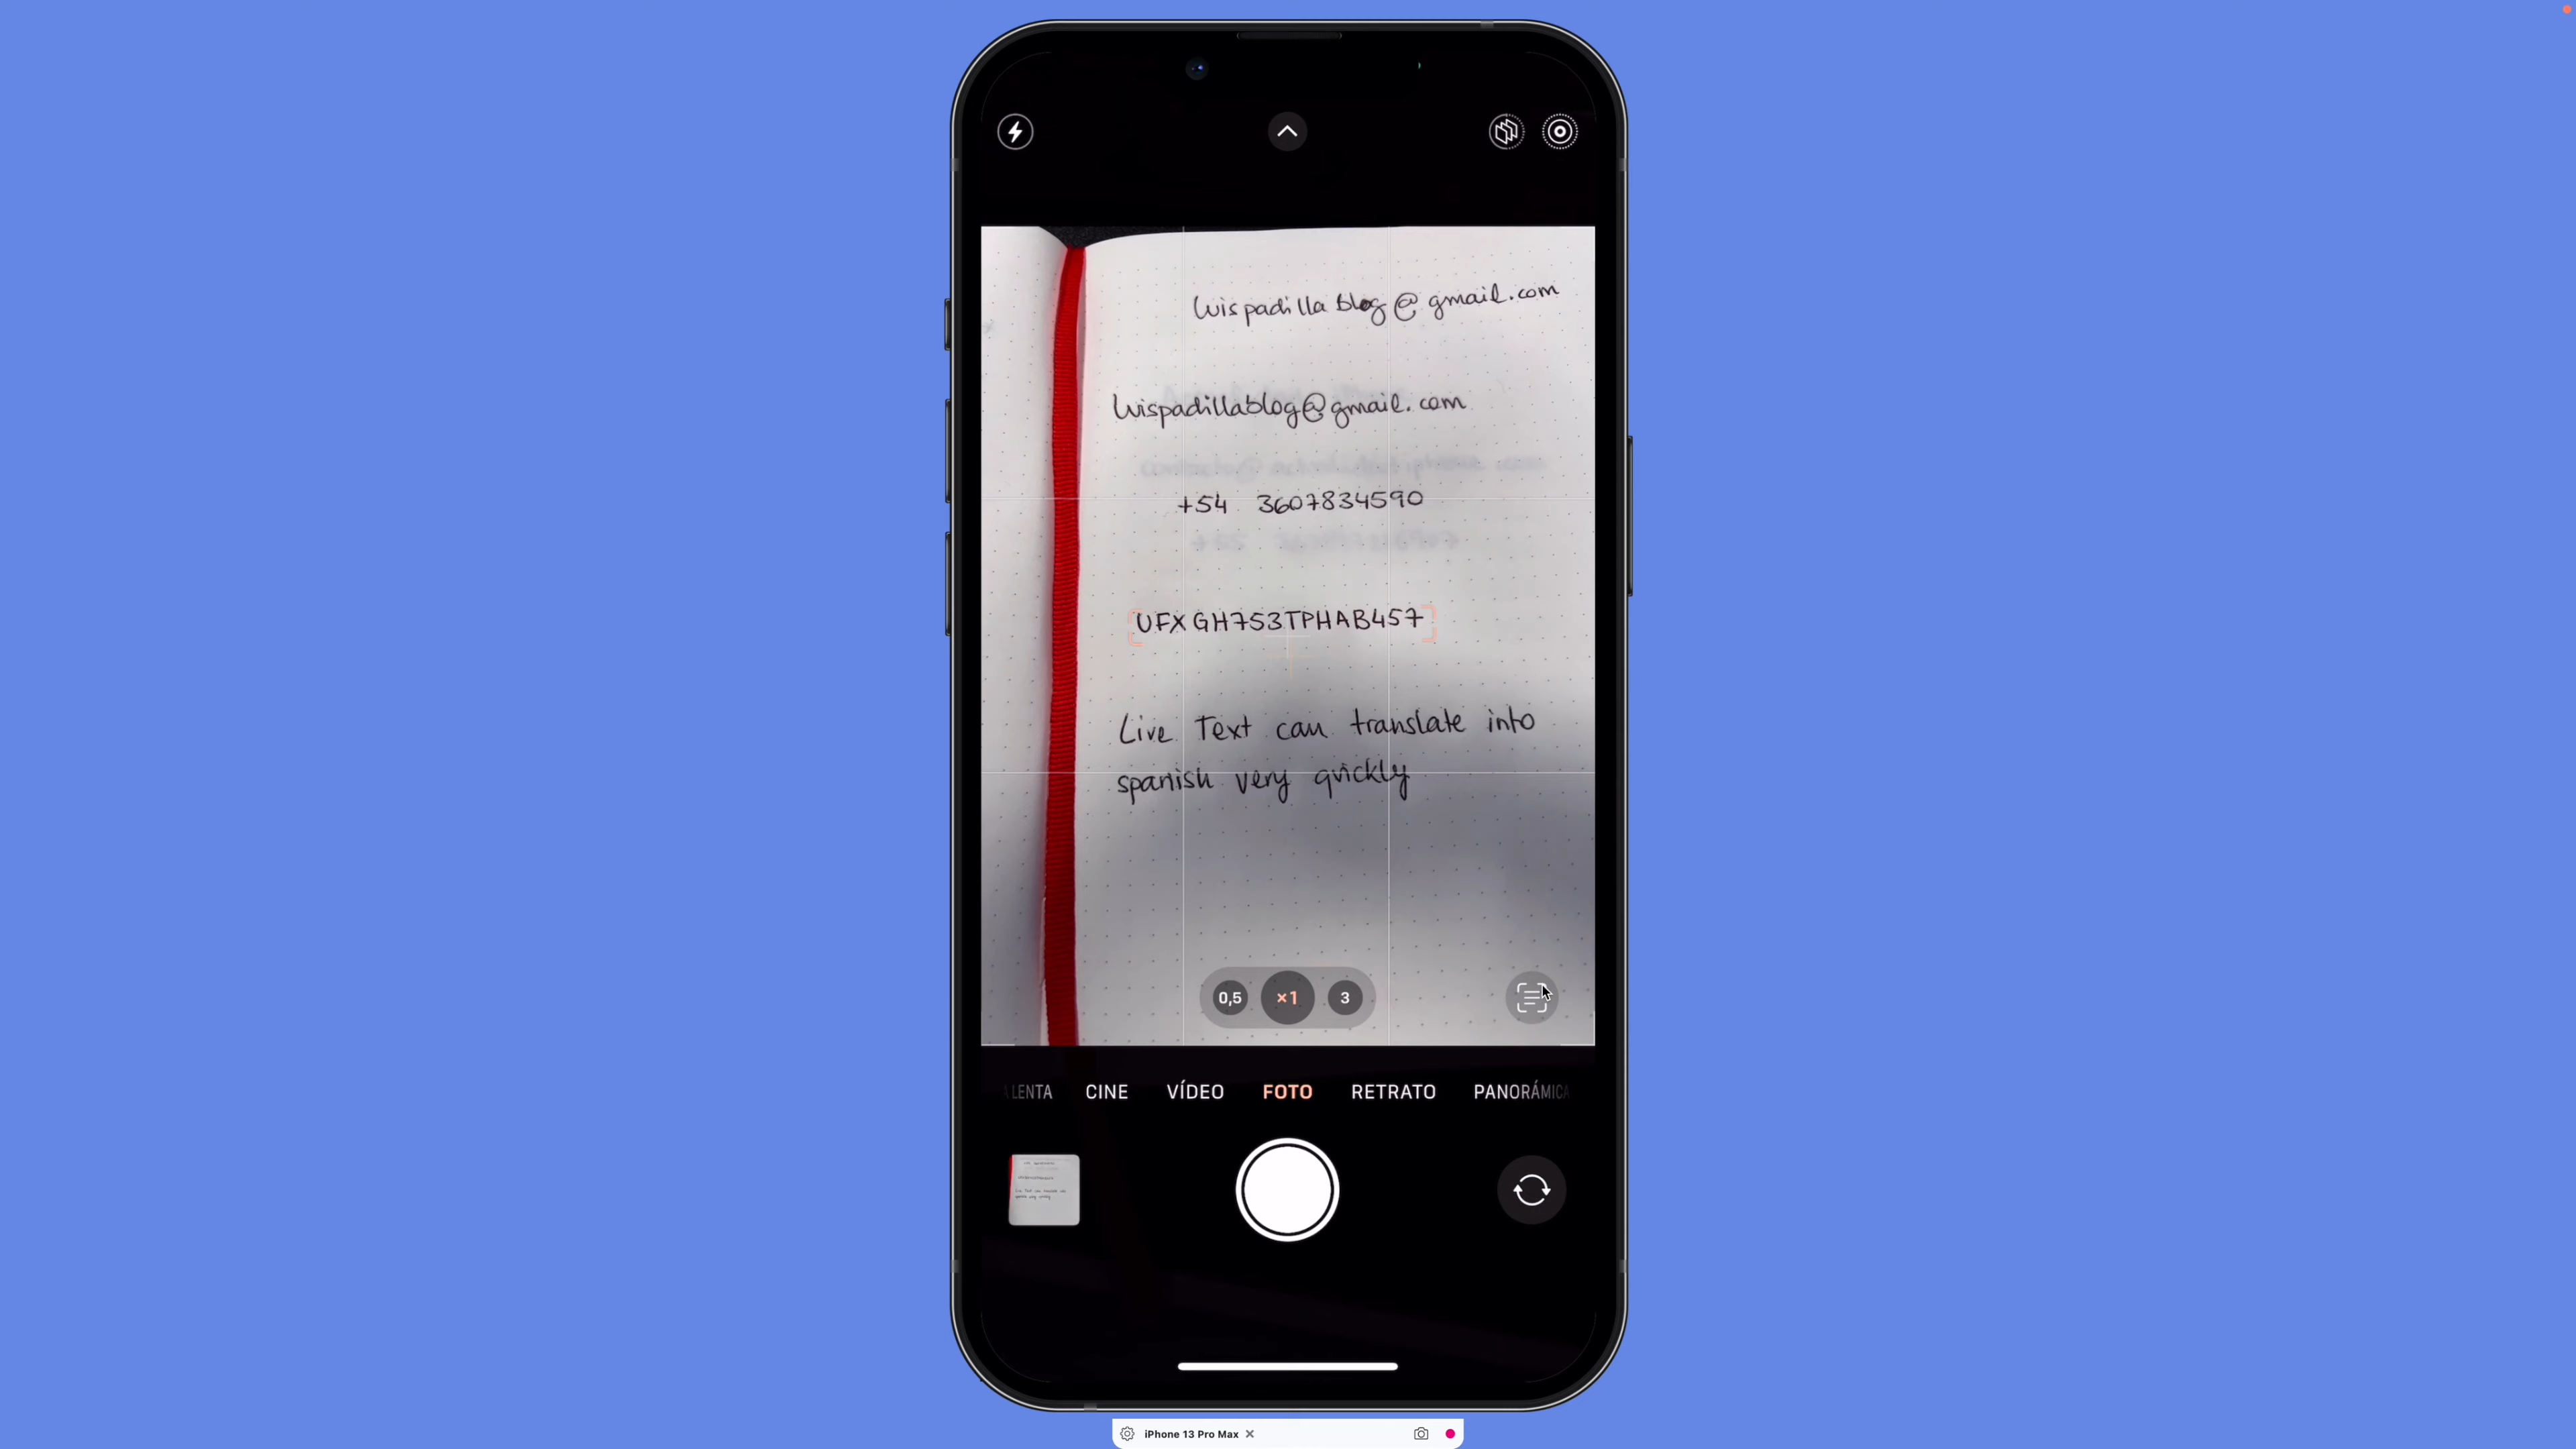 luispadilla blog@gmail.com
luispadillablog@gmail.com
+54 3607834590
UFXGH753TPHAB457
Live Text can translate into
spanish very quickly
0,5 ×1 3
LENTA CINE VÍDEO FOTO RETRATO PANORÁMICA
iPhone 13 Pro Max